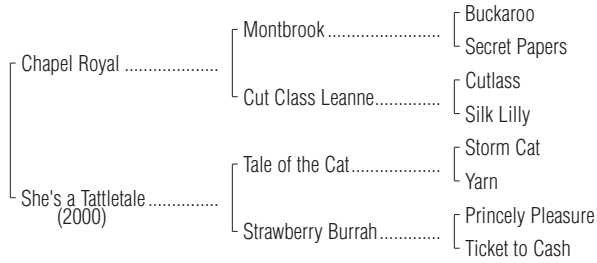 Buckaroo
Montbrook
Secret Papers
Chapel Royal
Cutlass
Cut Class Leanne
Silk Lilly
Storm Cat
Tale of the Cat
Yarn
She's a Tattletale
(2000)
Princely Pleasure
Strawberry Burrah
Ticket to Cash